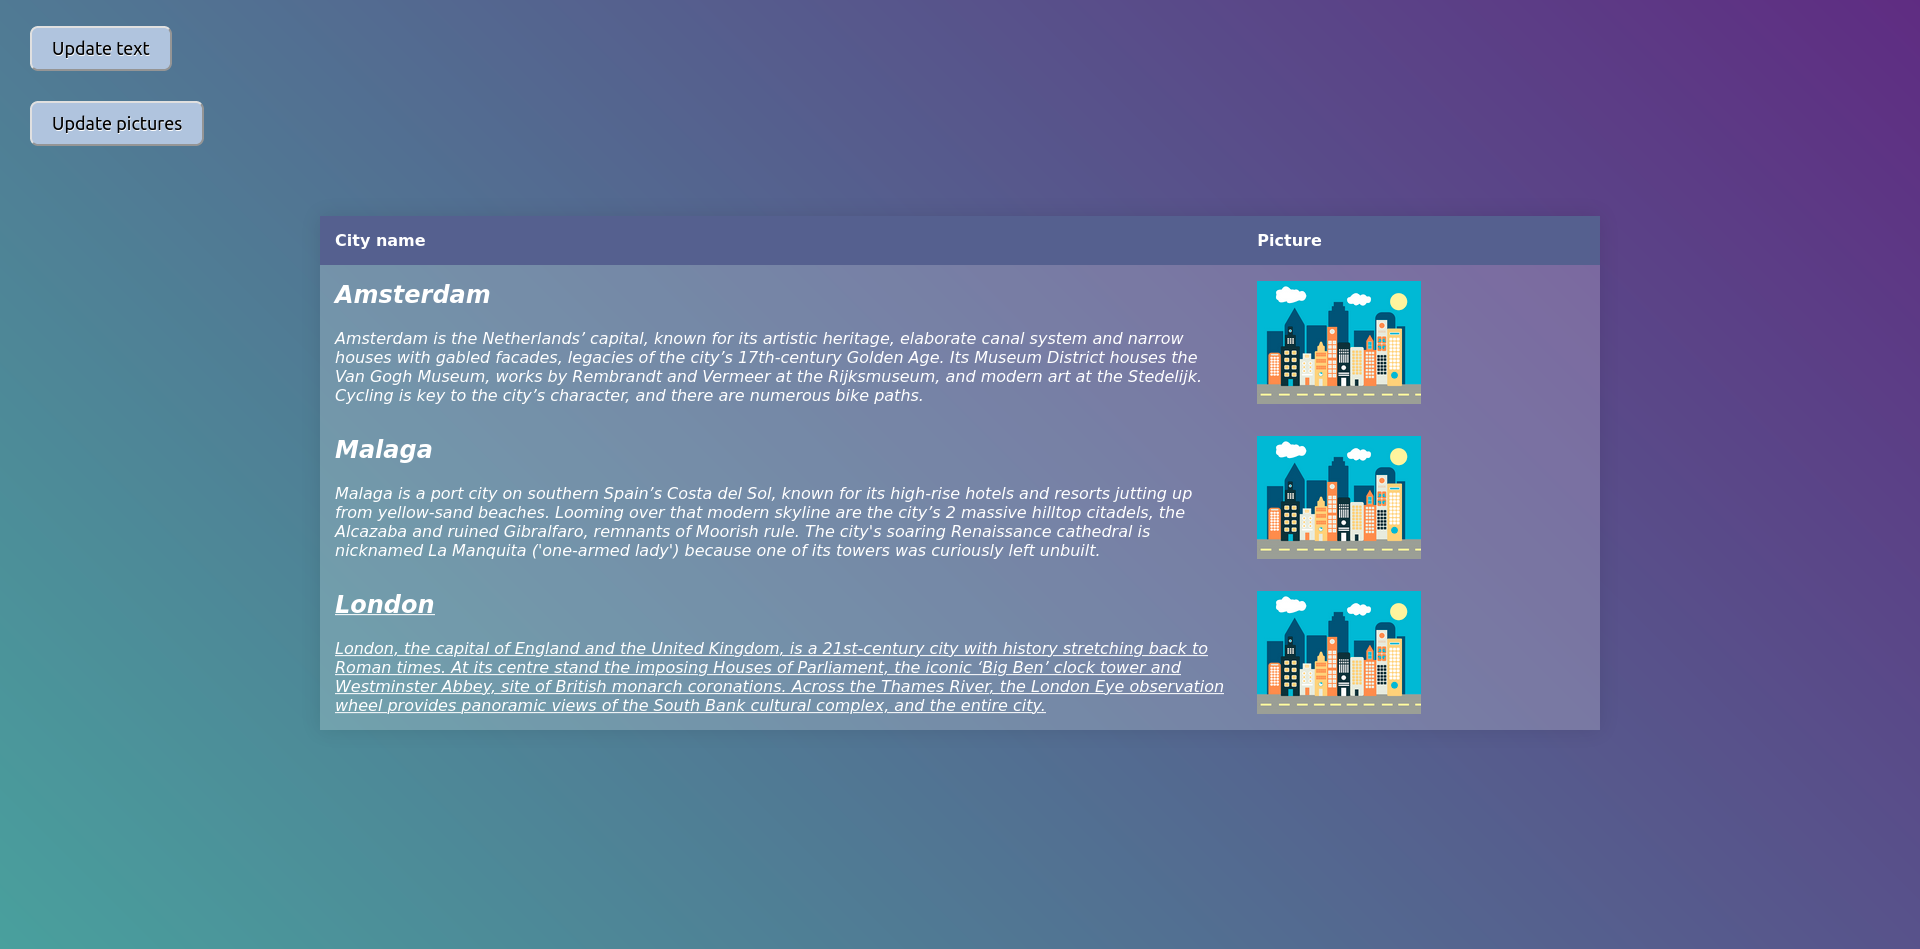 Update text
Update pictures
City name
Picture
Amsterdam
Amsterdam is the Netherlands’ capital, known for its artistic heritage, elaborate canal system and narrow
houses with gabled facades, legacies of the city’s 17th-century Golden Age. Its Museum District houses the
Van Gogh Museum, works by Rembrandt and Vermeer at the Rijksmuseum, and modern art at the Stedelijk.
Cycling is key to the city’s character, and there are numerous bike paths.
Malaga
Malaga is a port city on southern Spain’s Costa del Sol, known for its high-rise hotels and resorts jutting up
from yellow-sand beaches. Looming over that modern skyline are the city’s 2 massive hilltop citadels, the
Alcazaba and ruined Gibralfaro, remnants of Moorish rule. The city's soaring Renaissance cathedral is
nicknamed La Manquita ('one-armed lady') because one of its towers was curiously left unbuilt.
London
London, the capital of England and the United Kingdom, is a 21st-century city with history stretching back to
Roman times. At its centre stand the imposing Houses of Parliament, the iconic ‘Big Ben’ clock tower and
Westminster Abbey, site of British monarch coronations. Across the Thames River, the London Eye observation
wheel provides panoramic views of the South Bank cultural complex, and the entire city.